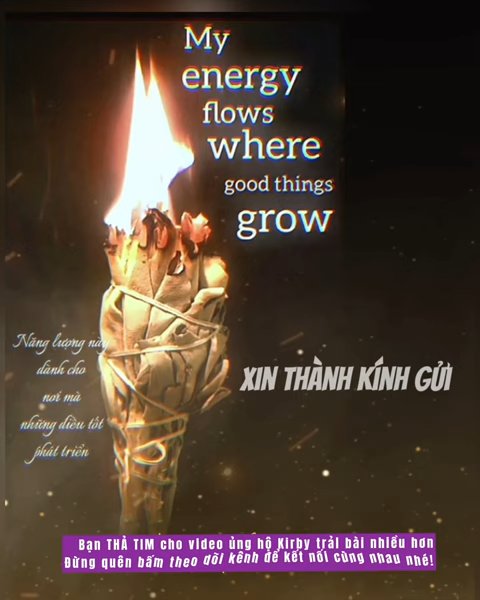 My
energy
flows
where
good things
grow
Năng lượng này
dành cho
nơi mà
những điều tốt
phát triển
XIN THÀNH KÍNH GỬI
Bạn THẢ TIM cho video ủng hộ Kirby trải bài nhiều hơn
Đừng quên bấm theo dõi kênh để kết nối cùng nhau nhé!